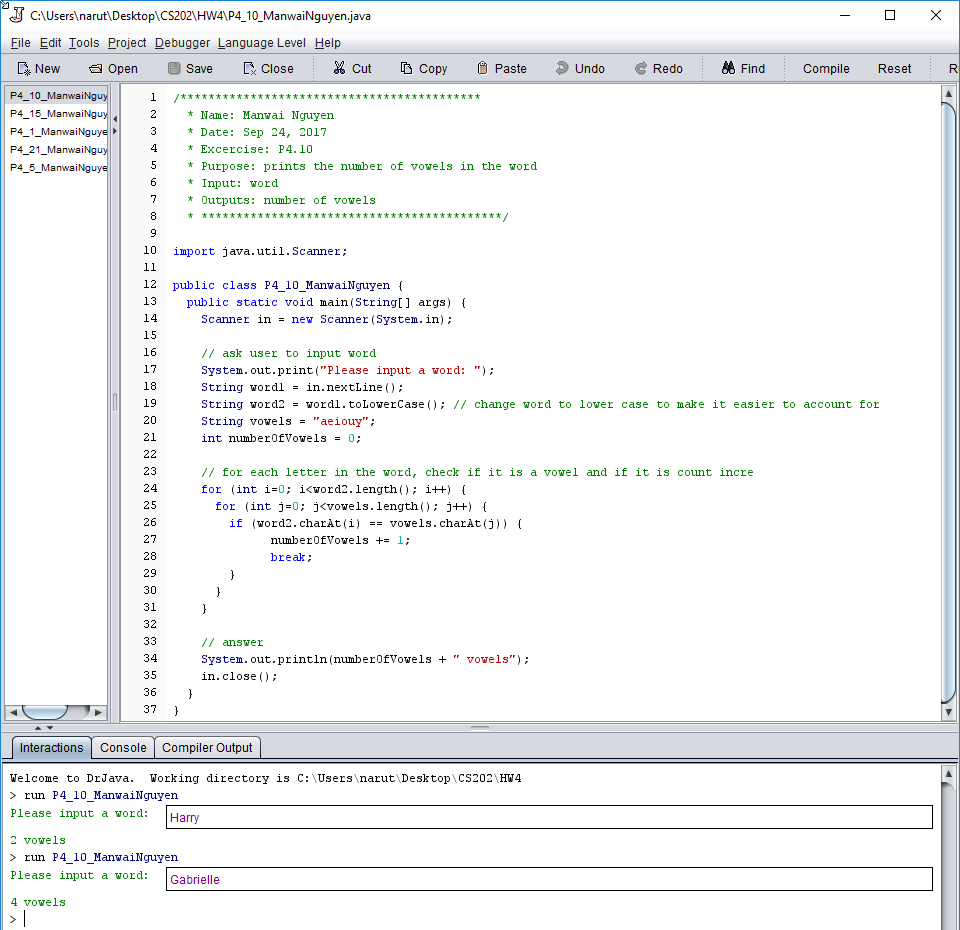 C:\Users\narut\Desktop\CS202\HW4\P4_10_ManwaiNguyen.java
File Edit Tools Project Debugger Language Level Help
New Open Save Close Cut Copy Paste Undo Redo Find Compile Reset R
P4_10_ManwaiNguy
P4_15_ManwaiNguy
P4_1_ManwaiNguye
P4_21_ManwaiNguy
P4_5_ManwaiNguye
1 /*******************************************
2 * Name: Manwai Nguyen
3 * Date: Sep 24, 2017
4 * Excercise: P4.10
5 * Purpose: prints the number of vowels in the word
6 * Input: word
7 * Outputs: number of vowels
8 * *******************************************/
9
10 import java.util.Scanner;
11
12 public class P4_10_ManwaiNguyen {
13 public static void main(String[] args) {
14 Scanner in = new Scanner(System.in);
15
16 // ask user to input word
17 System.out.print("Please input a word: ");
18 String word1 = in.nextLine();
19 String word2 = word1.toLowerCase(); // change word to lower case to make it easier to account for
20 String vowels = "aeiouy";
21 int numberOfVowels = 0;
22
23 // for each letter in the word, check if it is a vowel and if it is count incre
24 for (int i=0; i<word2.length(); i++) {
25 for (int j=0; j<vowels.length(); j++) {
26 if (word2.charAt(i) == vowels.charAt(j)) {
27 numberOfVowels += 1;
28 break;
29 }
30 }
31 }
32
33 // answer
34 System.out.println(numberOfVowels + " vowels");
35 in.close();
36 }
37 }
Interactions Console Compiler Output
Welcome to DrJava. Working directory is C:\Users\narut\Desktop\CS202\HW4
> run P4_10_ManwaiNguyen
Please input a word: Harry
2 vowels
> run P4_10_ManwaiNguyen
Please input a word: Gabrielle
4 vowels
>